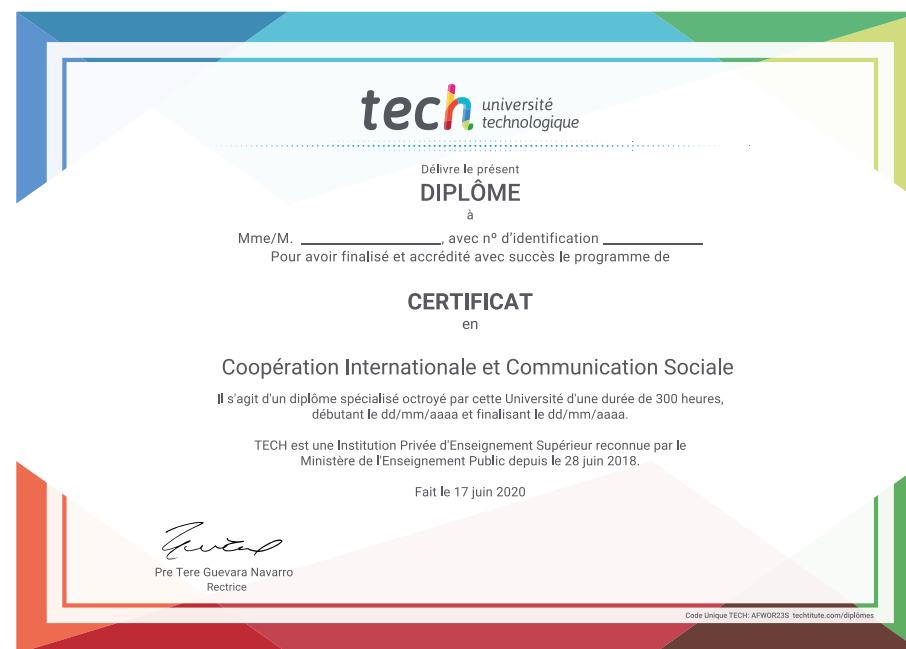 tech université
technologique
Délivre le présent
DIPLÔME
à
Mme/M. ____________________, avec nº d'identification ______________
Pour avoir finalisé et accrédité avec succès le programme de
CERTIFICAT
en
Coopération Internationale et Communication Sociale
Il s'agit d'un diplôme spécialisé octroyé par cette Université d'une durée de 300 heures,
débutant le dd/mm/aaaa et finalisant le dd/mm/aaaa.
TECH est une Institution Privée d'Enseignement Supérieur reconnue par le
Ministère de l'Enseignement Public depuis le 28 juin 2018.
Fait le 17 juin 2020
Pre Tere Guevara Navarro
Rectrice
Code Unique TECH: AFWOR23S techtitute.com/diplômes